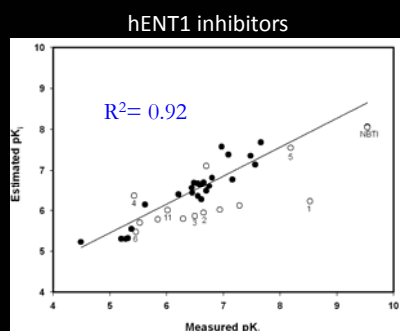 hENT1 inhibitors
10
9
8
7
6
5
4
Estimated pKi
R²= 0.92
NBTI
5
4
1
11
3
2
6
4 5 6 7 8 9 10
Measured pK.